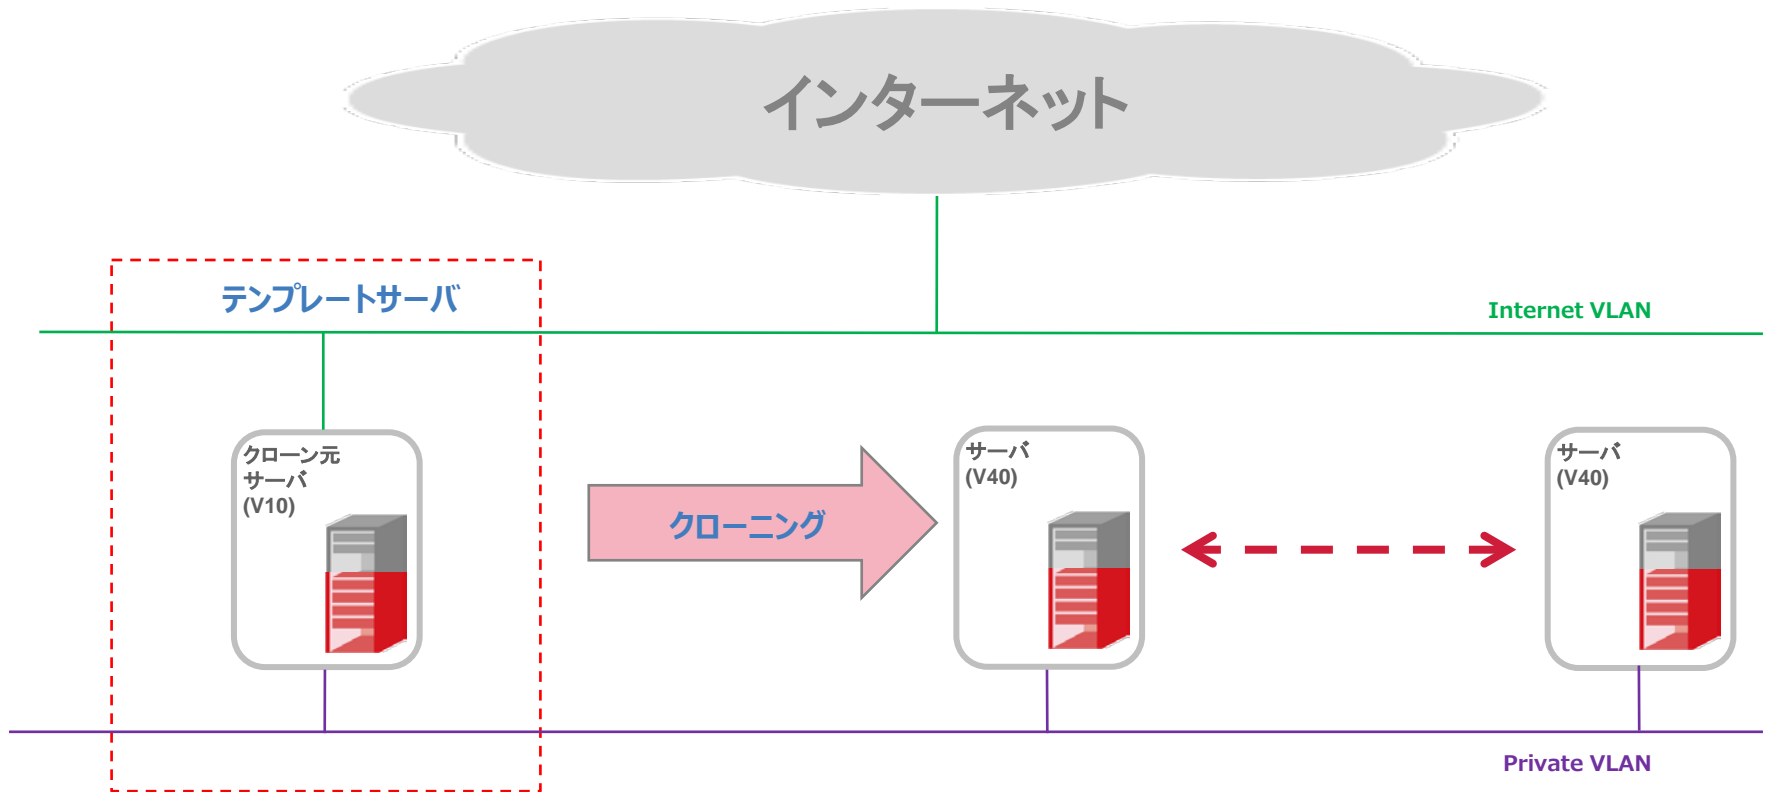 インターネット
テンプレートサーバ
Internet VLAN
クローン元
サーバ
(V10)
クローニング
サーバ
(V40)
サーバ
(V40)
Private VLAN